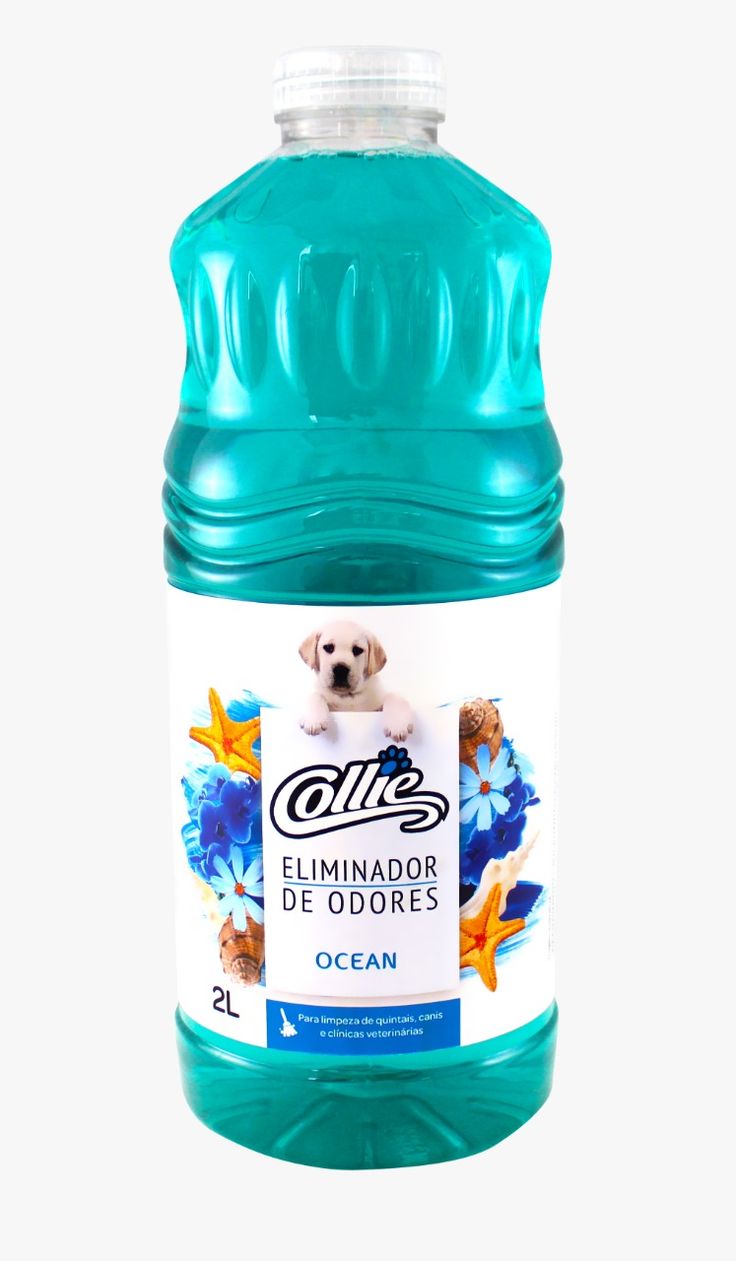 Collie
ELIMINADOR
DE ODORES
OCEAN
2L
Para limpeza de quintais, canis
e clínicas veterinárias